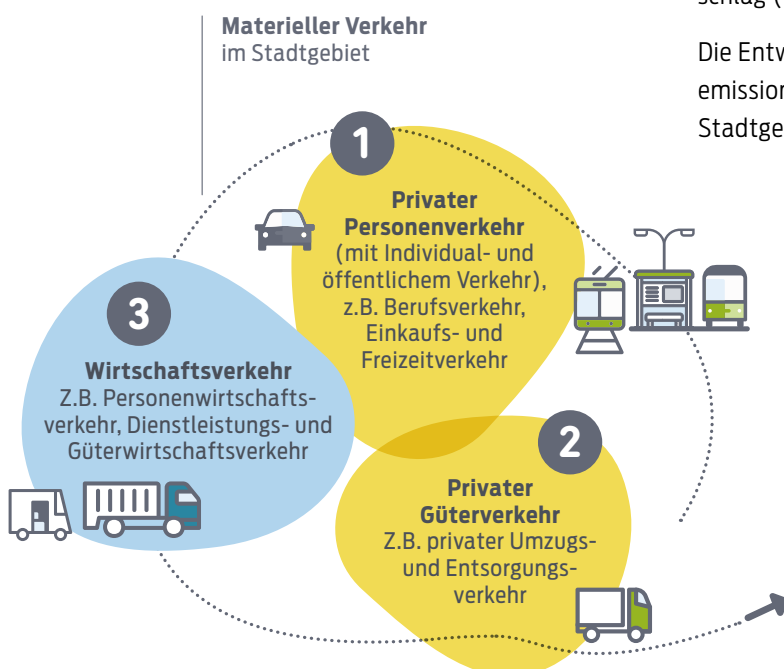 Materieller Verkehr
im Stadtgebiet
schlag (
Die Entw
emission
Stadtge
1
Privater
Personenverkehr
(mit Individual- und
öffentlichem Verkehr),
z.B. Berufsverkehr,
Einkaufs- und
Freizeitverkehr
3
Wirtschaftsverkehr
Z.B. Personenwirtschafts-
verkehr, Dienstleistungs- und
Güterwirtschaftsverkehr
2
Privater
Güterverkehr
Z.B. privater Umzugs-
und Entsorgungs-
verkehr